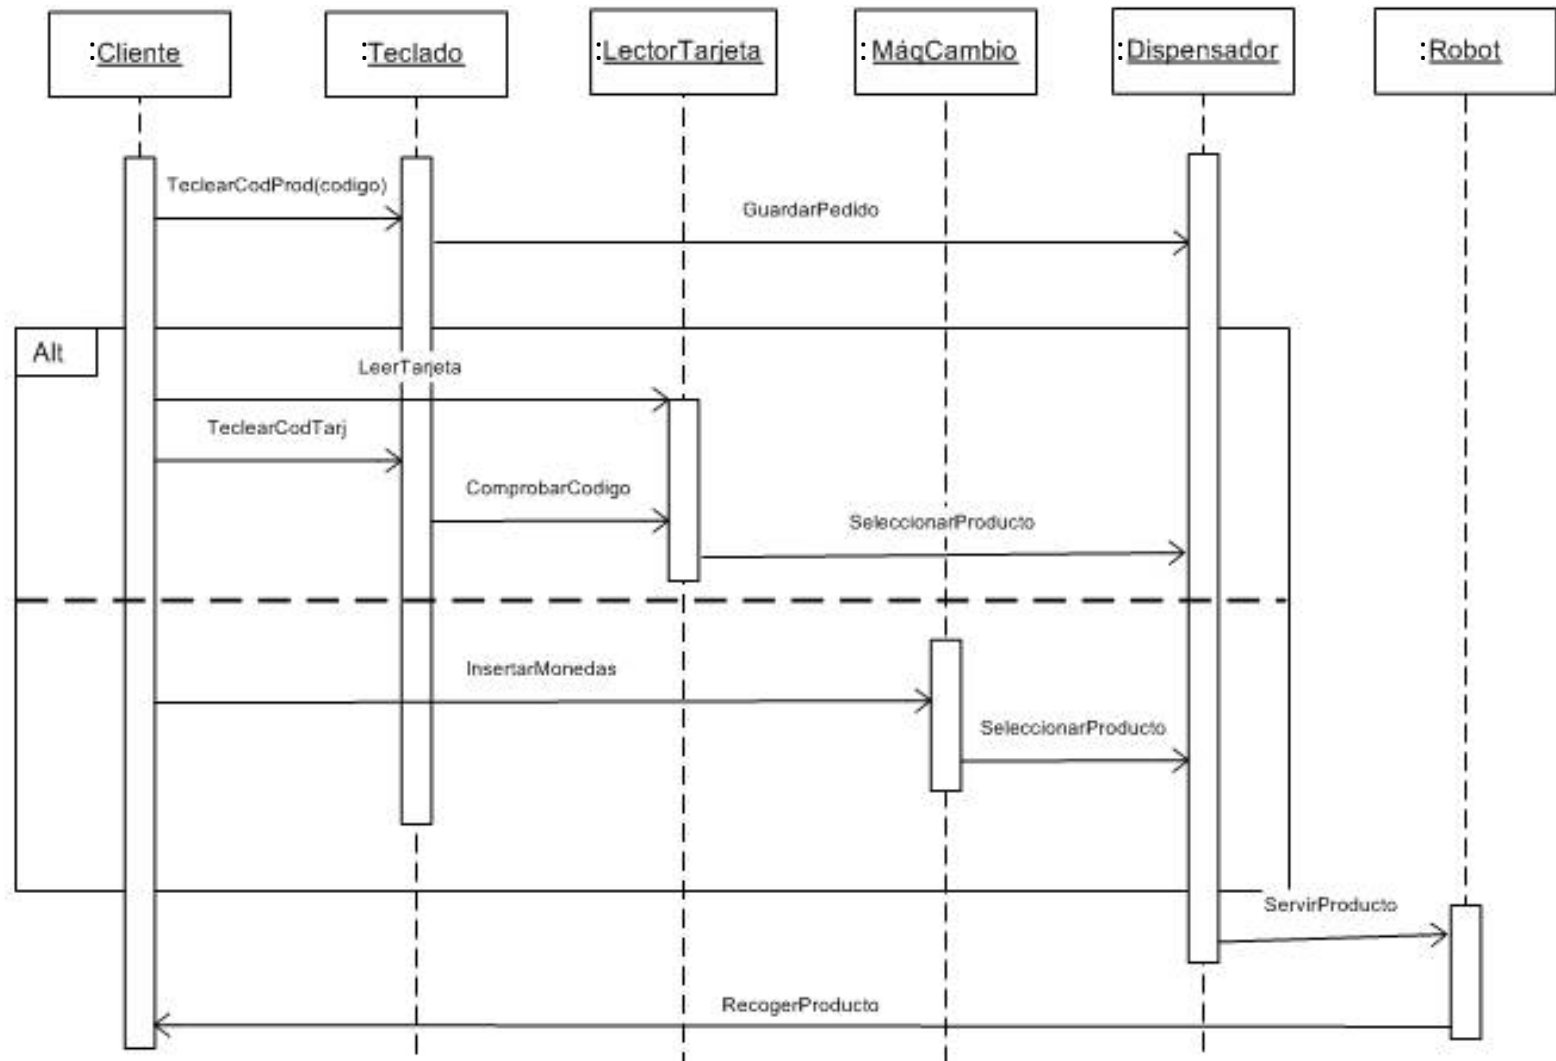 :Cliente
:Teclado
:LectorTarjeta
:MáqCambio
:Dispensador
:Robot
TeclearCodProd(codigo)
GuardarPedido
Alt
LeerTarjeta
TeclearCodTarj
ComprobarCodigo
SeleccionarProducto
InsertarMonedas
SeleccionarProducto
ServirProducto
RecogerProducto